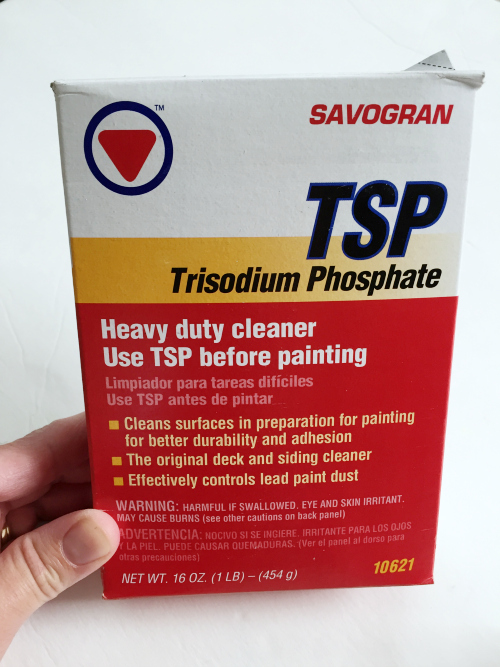 TM
SAVOGRAN
TSP
Trisodium Phosphate
Heavy duty cleaner
Use TSP before painting
Limpiador para tareas difíciles
Use TSP antes de pintar
Cleans surfaces in preparation for painting
for better durability and adhesion
The original deck and siding cleaner
Effectively controls lead paint dust
WARNING: HARMFUL IF SWALLOWED, EYE AND SKIN IRRITANT.
MAY CAUSE BURNS (see other cautions on back panel)
ADVERTENCIA: NOCIVO SI SE INGIERE. IRRITANTE PARA LOS OJOS
Y LA PIEL. PUEDE CAUSAR QUEMADURAS. (Ver el panel al dorso para
otras precauciones)
NET WT. 16 OZ. (1 LB) – (454 g)
10621